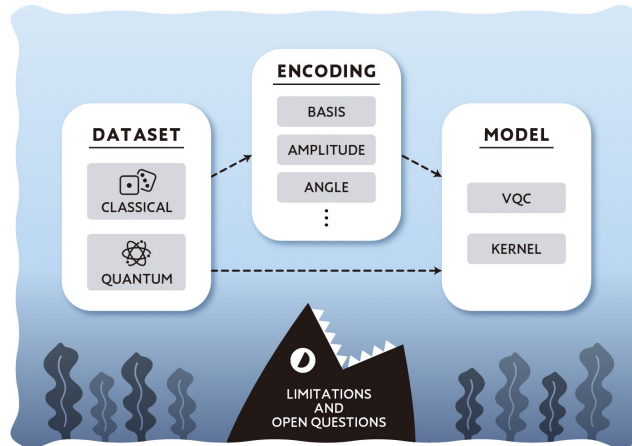 DATASET
CLASSICAL
QUANTUM
ENCODING
BASIS
AMPLITUDE
ANGLE
MODEL
VQC
KERNEL
LIMITATIONS
AND
OPEN QUESTIONS